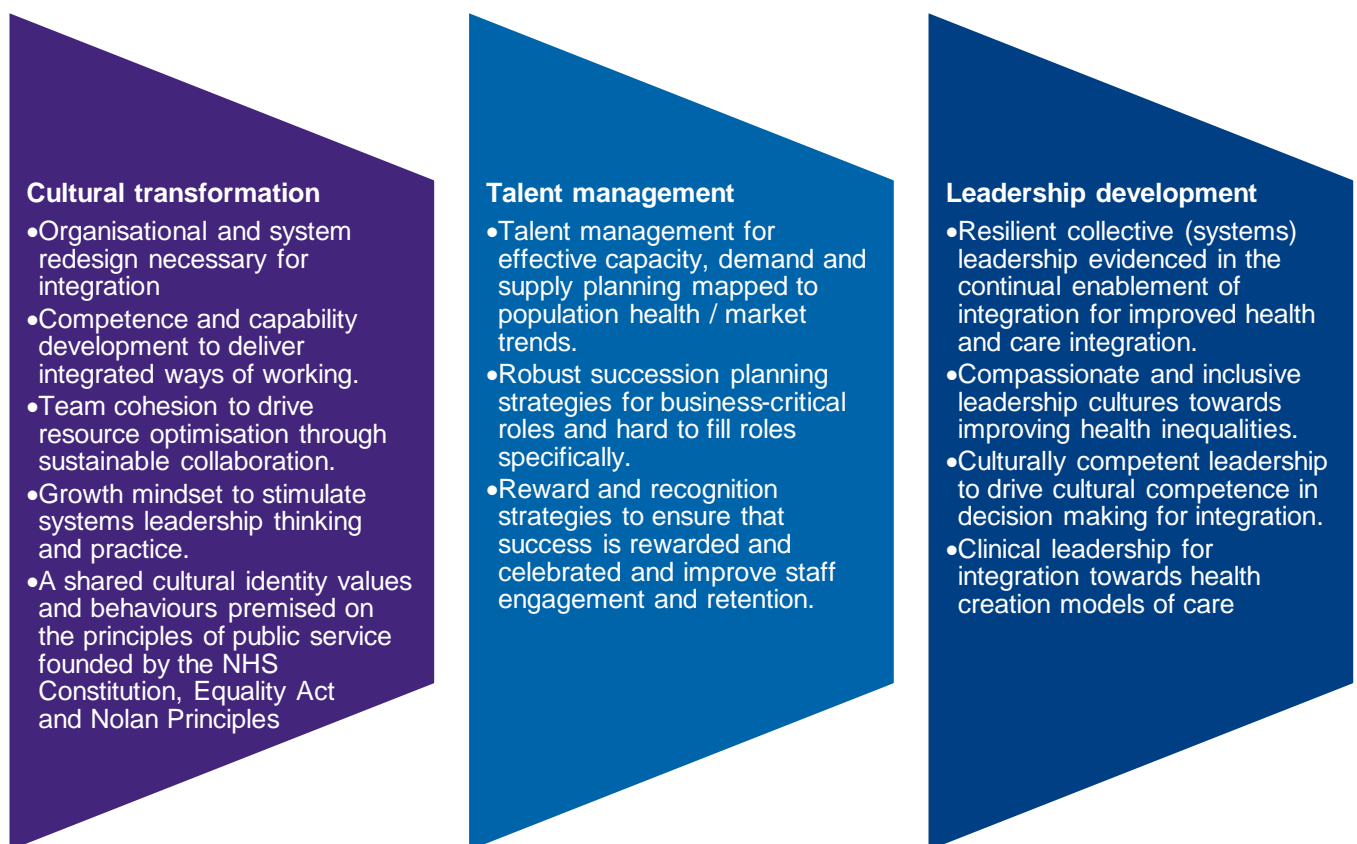 Cultural transformation
•Organisational and system
redesign necessary for
integration
•Competence and capability
development to deliver
integrated ways of working.
•Team cohesion to drive
resource optimisation through
sustainable collaboration.
•Growth mindset to stimulate
systems leadership thinking
and practice.
•A shared cultural identity values
and behaviours premised on
the principles of public service
founded by the NHS
Constitution, Equality Act
and Nolan Principles
Talent management
•Talent management for
effective capacity, demand and
supply planning mapped to
population health / market
trends.
•Robust succession planning
strategies for business-critical
roles and hard to fill roles
specifically.
•Reward and recognition
strategies to ensure that
success is rewarded and
celebrated and improve staff
engagement and retention.
Leadership development
•Resilient collective (systems)
leadership evidenced in the
continual enablement of
integration for improved health
and care integration.
•Compassionate and inclusive
leadership cultures towards
improving health inequalities.
•Culturally competent leadership
to drive cultural competence in
decision making for integration.
•Clinical leadership for
integration towards health
creation models of care